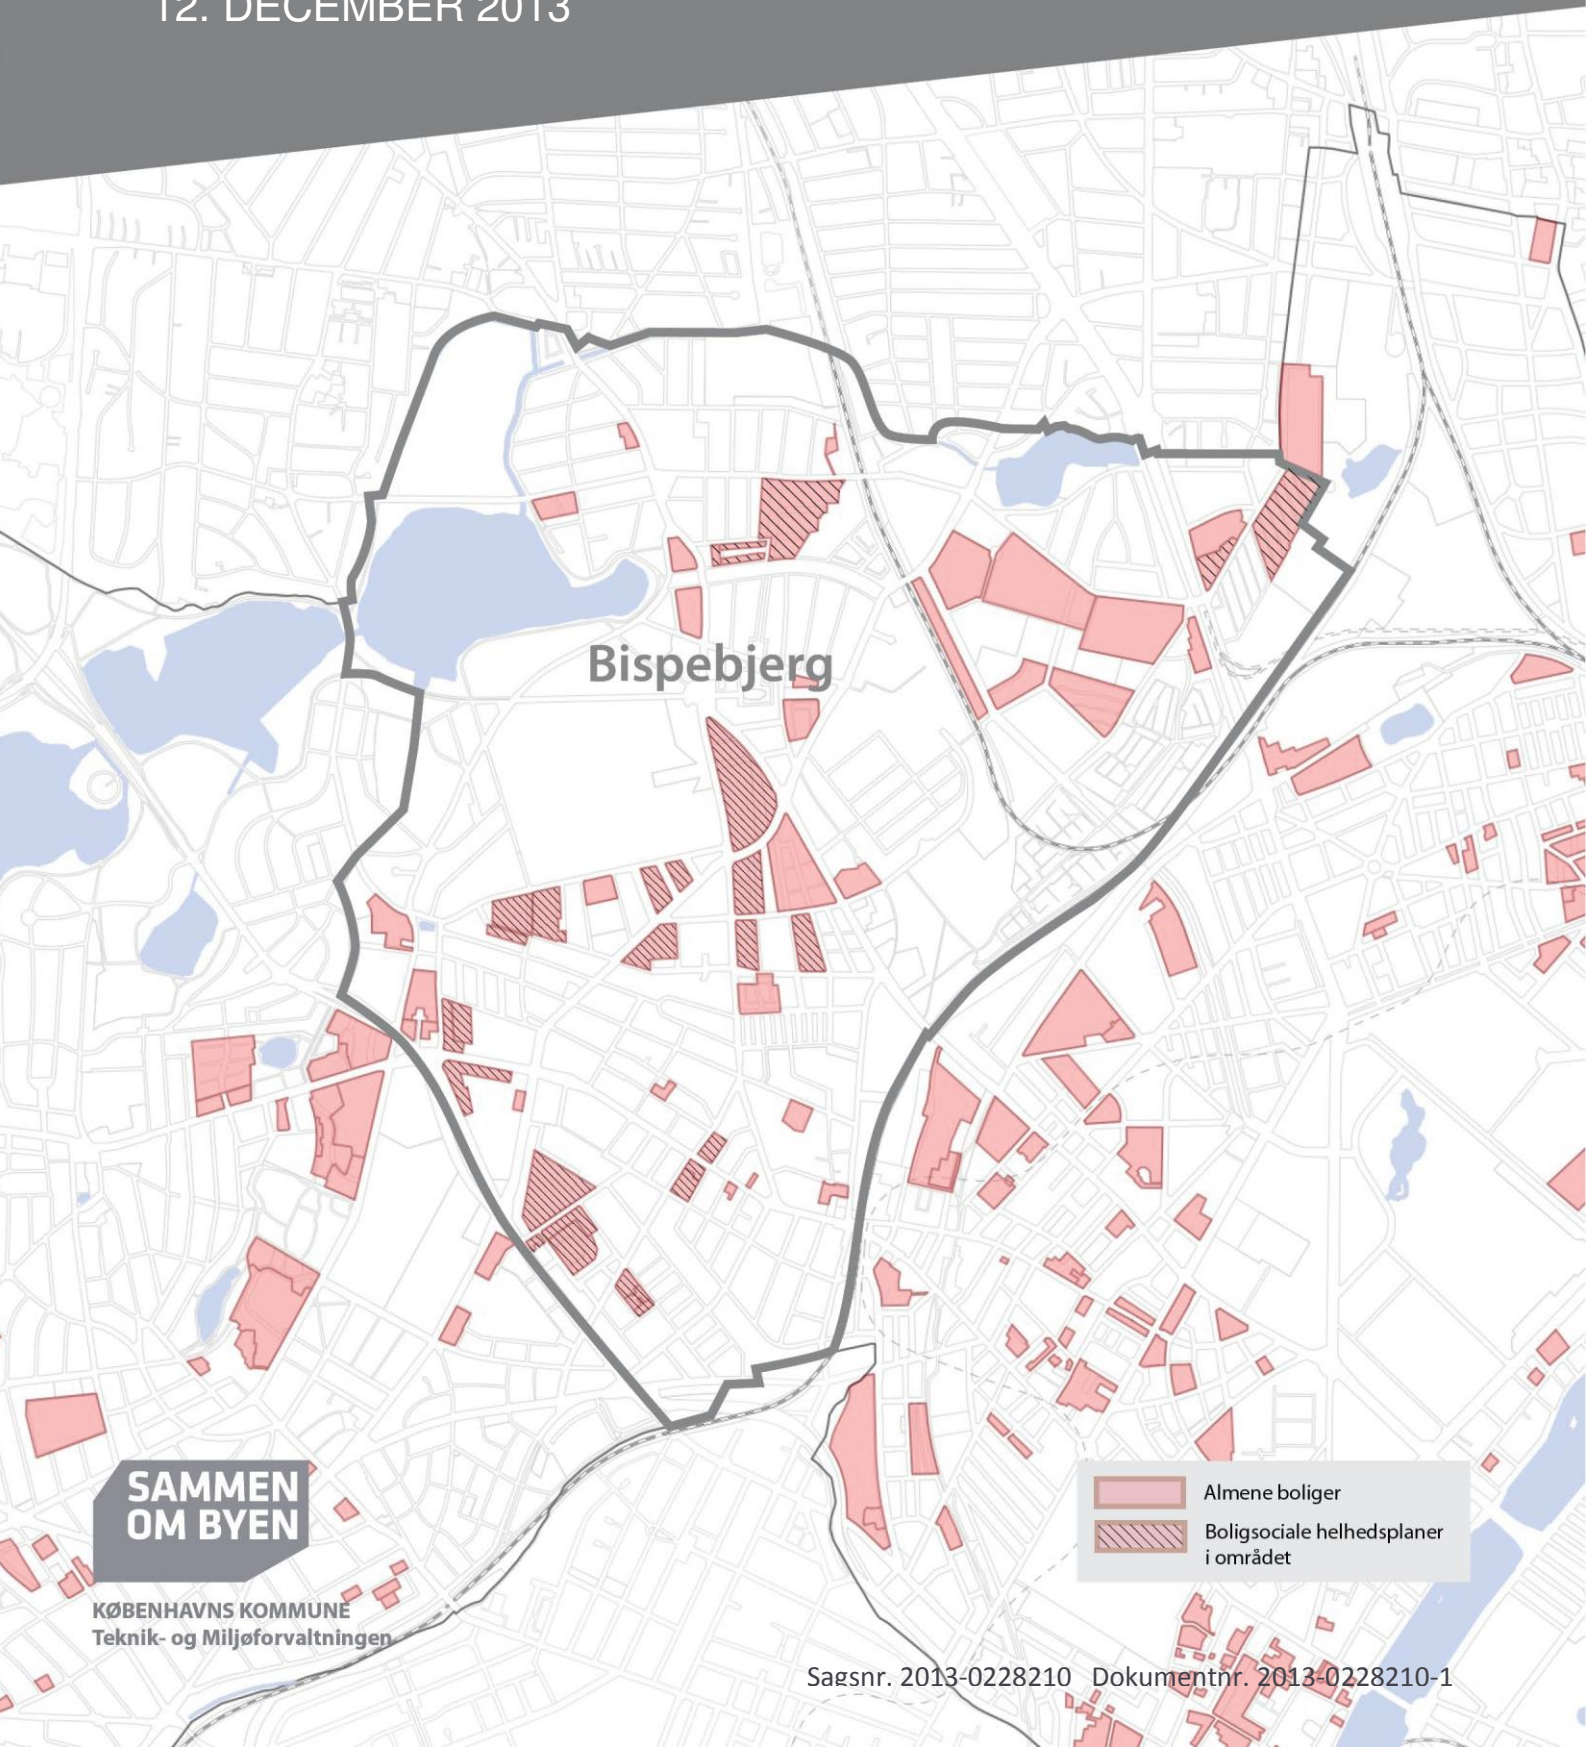 12. DECEMBER 2013
Bispebjerg
Almene boliger
Boligsociale helhedsplaner
i området
SAMMEN
OM BYEN
KØBENHAVNS KOMMUNE
Teknik- og Miljøforvaltningen
Sagsnr. 2013-0228210 Dokumentnr. 2013-0228210-1